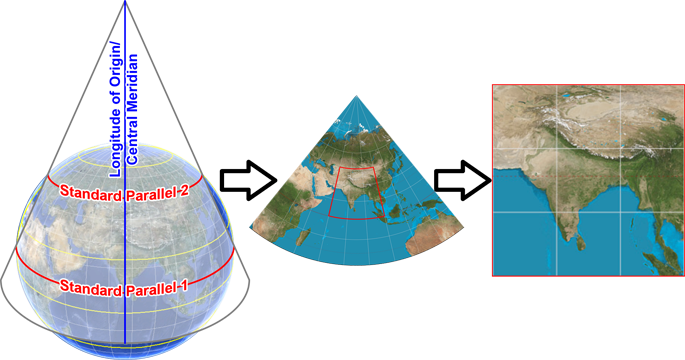 Longitude of Origin/
Central Meridian
Standard Parallel 2
Standard Parallel 1